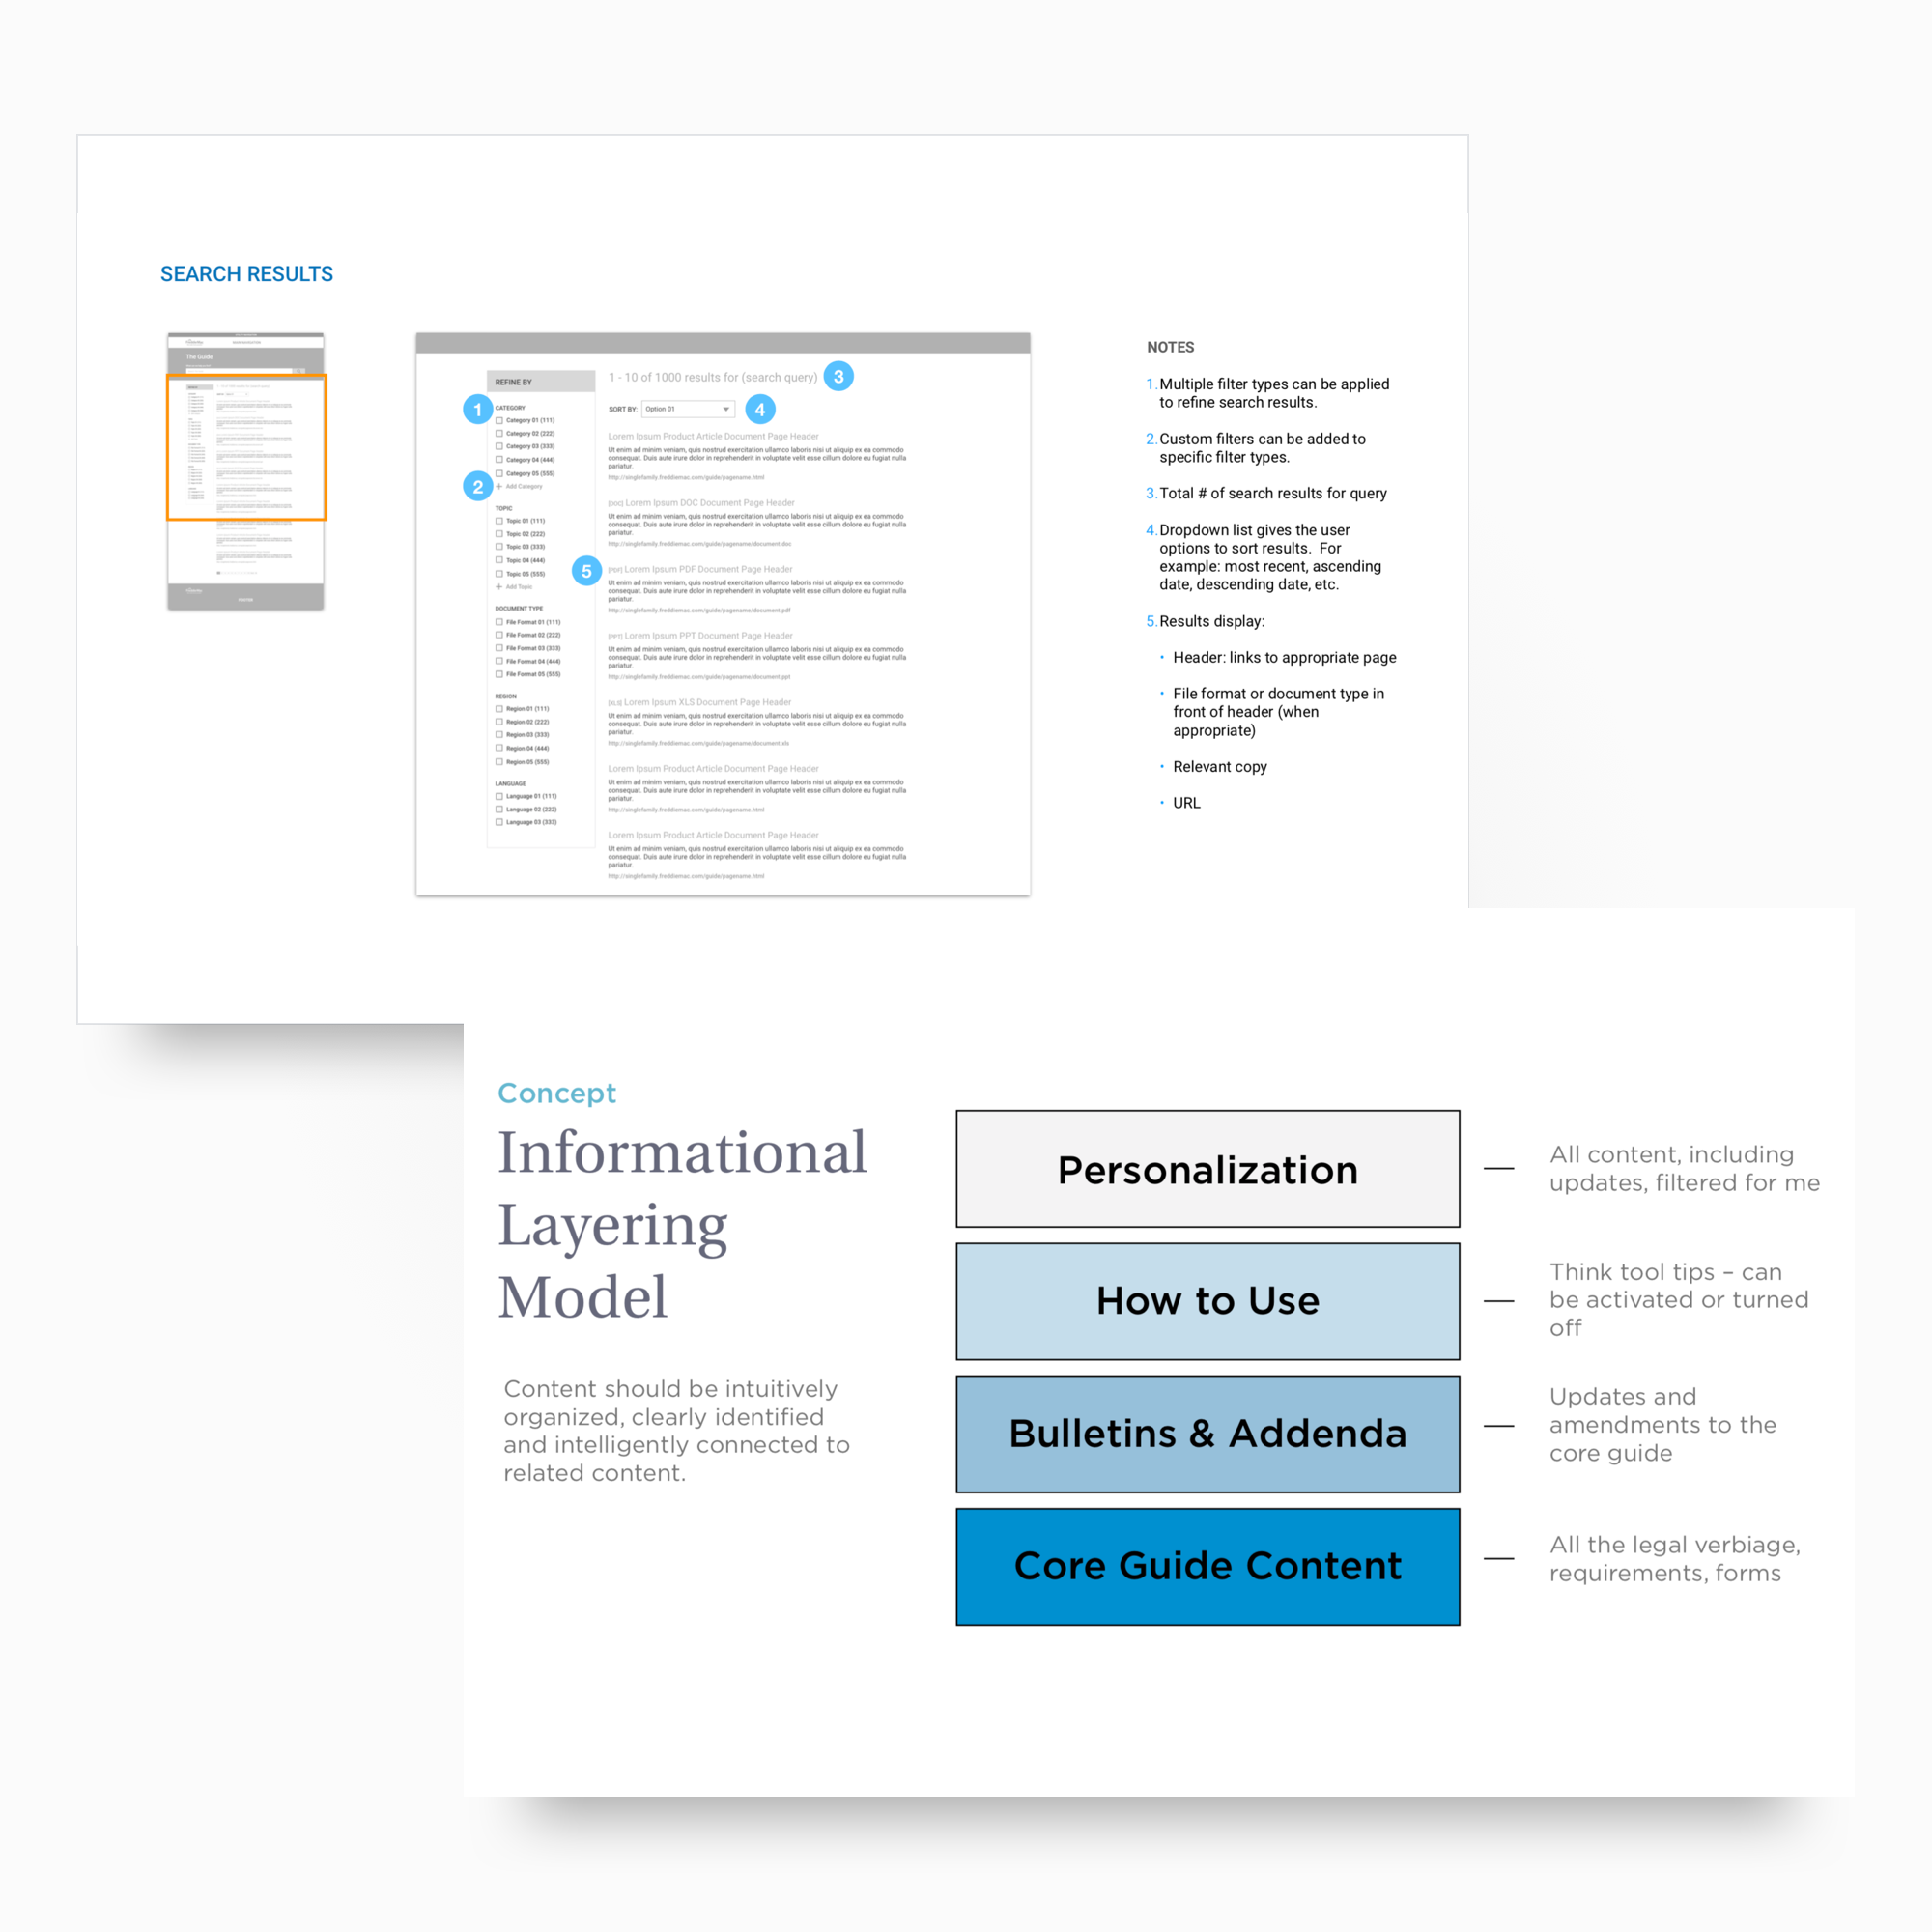 SEARCH RESULTS
The Guide
REFINE BY
CATEGORY
Category 01 (111)
Category 02 (222)
Category 03 (333)
Category 04 (444)
Category 05 (555)
+ Add Category
TOPIC
Topic 01 (111)
Topic 02 (222)
Topic 03 (333)
Topic 04 (444)
Topic 05 (555)
+ Add Topic
DOCUMENT TYPE
File Format 01 (111)
File Format 02 (222)
File Format 03 (333)
File Format 04 (444)
File Format 05 (555)
REGION
Region 01 (111)
Region 02 (222)
Region 03 (333)
Region 04 (444)
Region 05 (555)
LANGUAGE
Language 01 (111)
Language 02 (222)
Language 03 (333)
1
2
3
4
5
1 - 10 of 1000 results for (search query)
SORT BY: Option 01
Lorem Ipsum Product Article Document Page Header
Ut enim ad minim veniam, quis nostrud exercitation ullamco laboris nisi ut aliquip ex ea commodo
consequat. Duis aute irure dolor in reprehenderit in voluptate velit esse cillum dolore eu fugiat nulla
pariatur.
http://singlefamily.freddiemac.com/guide/pagename.html
[DOC] Lorem Ipsum DOC Document Page Header
Ut enim ad minim veniam, quis nostrud exercitation ullamco laboris nisi ut aliquip ex ea commodo
consequat. Duis aute irure dolor in reprehenderit in voluptate velit esse cillum dolore eu fugiat nulla
pariatur.
http://singlefamily.freddiemac.com/guide/pagename/document.doc
[PDF] Lorem Ipsum PDF Document Page Header
Ut enim ad minim veniam, quis nostrud exercitation ullamco laboris nisi ut aliquip ex ea commodo
consequat. Duis aute irure dolor in reprehenderit in voluptate velit esse cillum dolore eu fugiat nulla
pariatur.
http://singlefamily.freddiemac.com/guide/pagename/document.pdf
[PPT] Lorem Ipsum PPT Document Page Header
Ut enim ad minim veniam, quis nostrud exercitation ullamco laboris nisi ut aliquip ex ea commodo
consequat. Duis aute irure dolor in reprehenderit in voluptate velit esse cillum dolore eu fugiat nulla
pariatur.
http://singlefamily.freddiemac.com/guide/pagename/document.ppt
[XLS] Lorem Ipsum XLS Document Page Header
Ut enim ad minim veniam, quis nostrud exercitation ullamco laboris nisi ut aliquip ex ea commodo
consequat. Duis aute irure dolor in reprehenderit in voluptate velit esse cillum dolore eu fugiat nulla
pariatur.
http://singlefamily.freddiemac.com/guide/pagename/document.xls
Lorem Ipsum Product Article Document Page Header
Ut enim ad minim veniam, quis nostrud exercitation ullamco laboris nisi ut aliquip ex ea commodo
consequat. Duis aute irure dolor in reprehenderit in voluptate velit esse cillum dolore eu fugiat nulla
pariatur.
http://singlefamily.freddiemac.com/guide/pagename.html
Lorem Ipsum Product Article Document Page Header
Ut enim ad minim veniam, quis nostrud exercitation ullamco laboris nisi ut aliquip ex ea commodo
consequat. Duis aute irure dolor in reprehenderit in voluptate velit esse cillum dolore eu fugiat nulla
pariatur.
http://singlefamily.freddiemac.com/guide/pagename.html
NOTES
1. Multiple filter types can be applied
to refine search results.
2. Custom filters can be added to
specific filter types.
3. Total # of search results for query
4. Dropdown list gives the user
options to sort results.  For
example: most recent, ascending
date, descending date, etc.
5. Results display:
• Header: links to appropriate page
• File format or document type in
front of header (when
appropriate)
• Relevant copy
• URL
Concept
Informational
Layering
Model
Content should be intuitively
organized, clearly identified
and intelligently connected to
related content.
Personalization
All content, including
updates, filtered for me
How to Use
Think tool tips – can
be activated or turned
off
Bulletins & Addenda
Updates and
amendments to the
core guide
Core Guide Content
All the legal verbiage,
requirements, forms